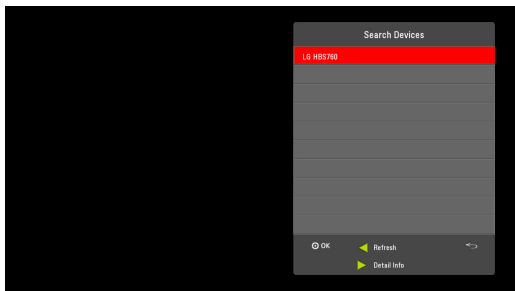 Search Devices
LG HBS760
OK
Refresh
Detail Info